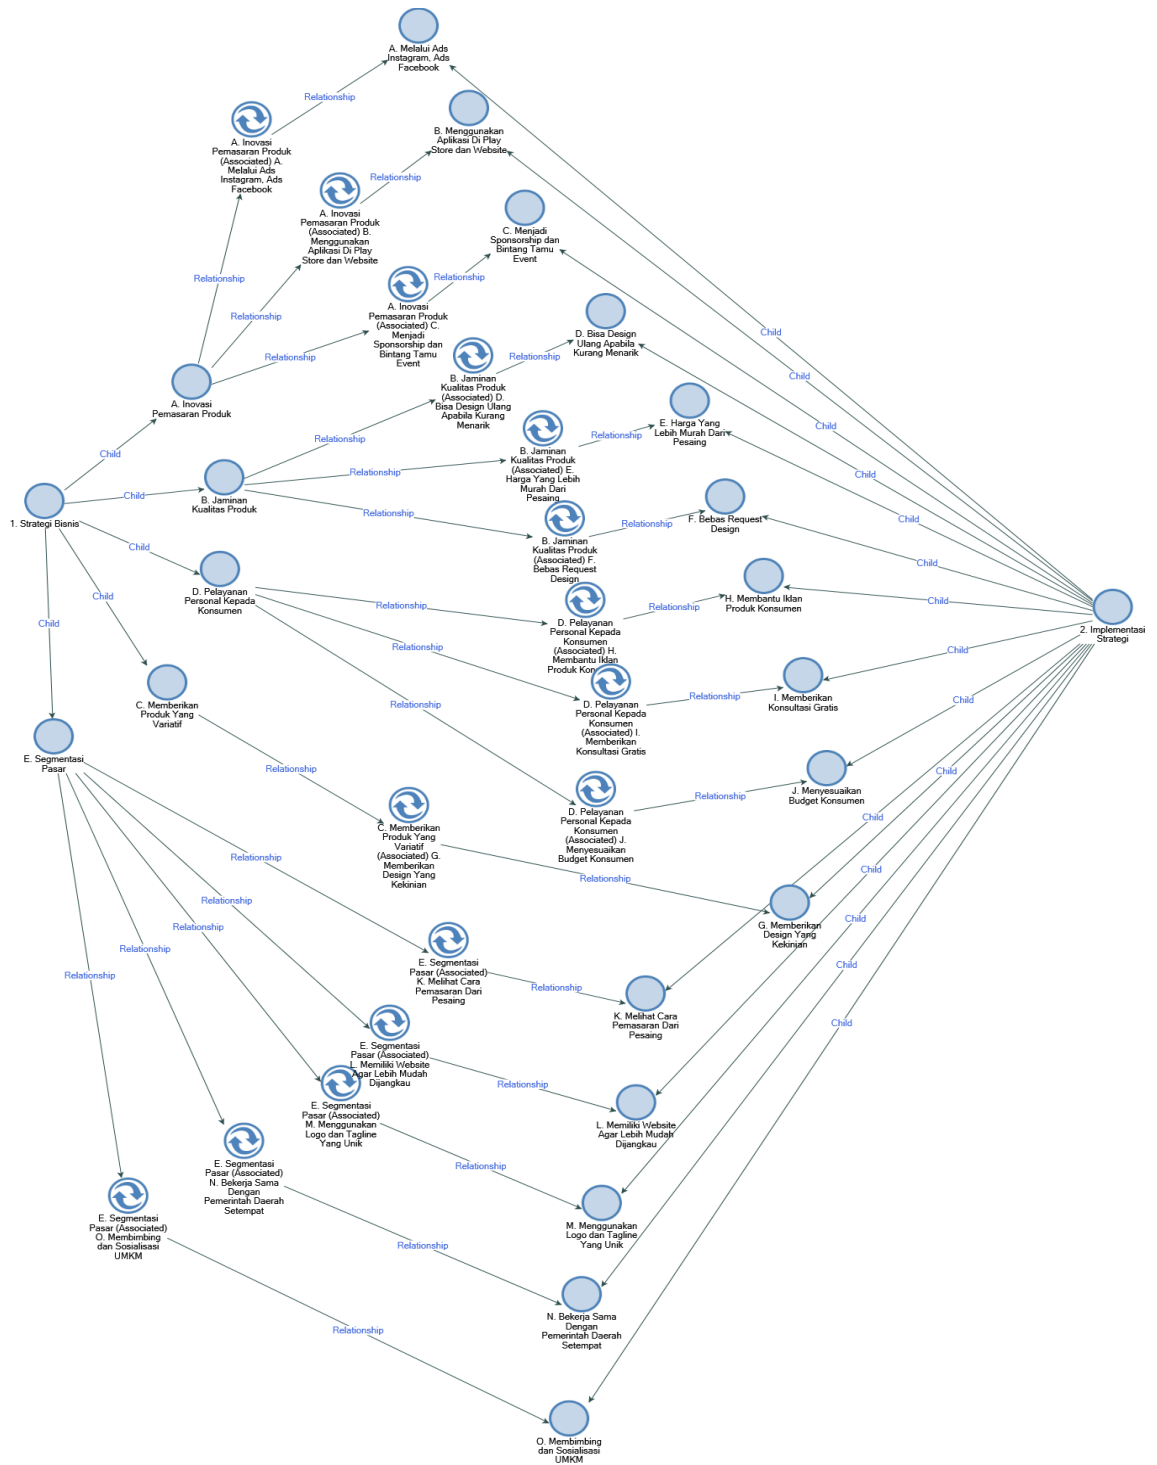 A. Melalui Ads
Instagram, Ads
Facebook
Relationship
A. Inovasi
Pemasaran Produk
(Associated) A.
Melalui Ads
Instagram, Ads
Facebook
B. Menggunakan
Aplikasi Di Play
Store dan Website
Relationship
A. Inovasi
Pemasaran Produk
(Associated) B.
Menggunakan
Aplikasi Di Play
Store dan Website
C. Menjadi
Sponsorship dan
Bintang Tamu
Event
Relationship
Relationship
A. Inovasi
Pemasaran Produk
(Associated) C.
Menjadi
Sponsorship dan
Bintang Tamu
Event
Relationship
Relationship
D. Bisa Design
Ulang Apabila
Kurang Menarik
Child
Relationship
Relationship
B. Jaminan
Kualitas Produk
(Associated) D.
Bisa Design Ulang
Apabila Kurang
Menarik
Child
A. Inovasi
Pemasaran Produk
E. Harga Yang
Lebih Murah Dari
Pesaing
Child
Relationship
Relationship
B. Jaminan
Kualitas Produk
(Associated) E.
Harga Yang Lebih
Murah Dari
Pesaing
Child
Relationship
Child
B. Jaminan
Kualitas Produk
Child
1. Strategi Bisnis
Relationship
Relationship
F. Bebas Request
Design
Child
B. Jaminan
Kualitas Produk
(Associated) F.
Bebas Request
Design
Child
Child
D. Pelayanan
Personal Kepada
Konsumen
Child
Relationship
Relationship
H. Membantu Iklan
Produk Konsumen
Child
Child
D. Pelayanan
Personal Kepada
Konsumen
(Associated) H.
Membantu Iklan
Produk
2. Implementasi
Strategi
Relationship
Child
C. Memberikan
Produk Yang
Variatif
Relationship
Relationship
I. Memberikan
Konsultasi Gratis
D. Pelayanan
Personal Kepada
Konsumen
(Associated) I.
Memberikan
Konsultasi Gratis
Child
E. Segmentasi
Pasar
Relationship
Child
J. Menyesuaikan
Budget Konsumen
Relationship
D. Pelayanan
Personal Kepada
Konsumen
(Associated) J.
Menyesuaikan
Budget Konsumen
Child
C. Memberikan
Produk Yang
Variatif
(Associated) G.
Memberikan
Design Yang
Kekinian
Relationship
Relationship
Child
Relationship
G. Memberikan
Design Yang
Kekinian
Child
Relationship
Relationship
E. Segmentasi
Pasar (Associated)
K. Melihat Cara
Pemasaran Dari
Pesaing
Child
Relationship
Relationship
K. Melihat Cara
Pemasaran Dari
Pesaing
Child
E. Segmentasi
Pasar (Associated)
L. Memiliki Website
Agar Lebih Mudah
Dijangkau
Relationship
L. Memiliki Website
Agar Lebih Mudah
Dijangkau
E. Segmentasi
Pasar (Associated)
M. Menggunakan
Logo dan Tagline
Yang Unik
Relationship
E. Segmentasi
Pasar (Associated)
N. Bekerja Sama
Dengan
Pemerintah Daerah
Setempat
M. Menggunakan
Logo dan Tagline
Yang Unik
E. Segmentasi
Pasar (Associated)
O. Membimbing
dan Sosialisasi
UMKM
Relationship
N. Bekerja Sama
Dengan
Pemerintah Daerah
Setempat
Relationship
O. Membimbing
dan Sosialisasi
UMKM